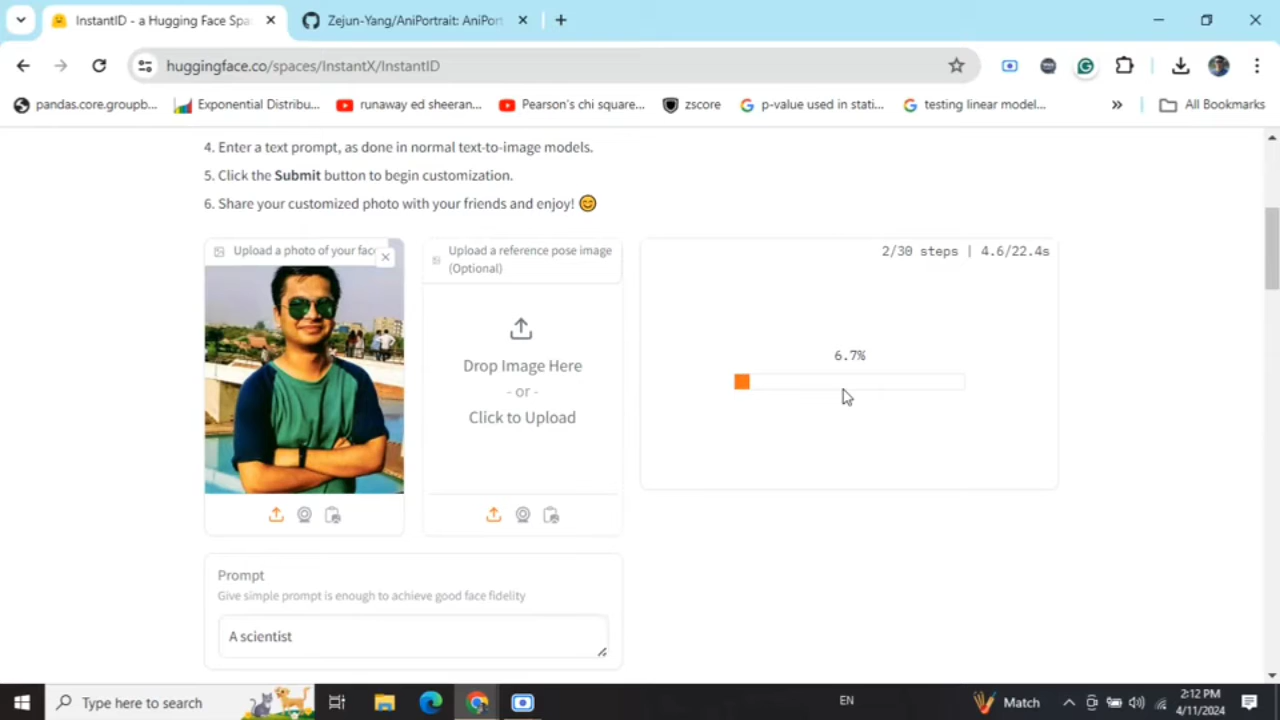 InstantID - a Hugging Face Spa
Zejun-Yang/AniPortrait: AniPort
huggingface.co/spaces/InstantX/InstantID
pandas.core.groupb...
Exponential Distribu...
runaway ed sheeran...
Pearson's chi square...
zscore
p-value used in stati...
testing linear model...
All Bookmarks
4. Enter a text prompt, as done in normal text-to-image models.
5. Click the Submit button to begin customization.
6. Share your customized photo with your friends and enjoy! 😊
Upload a photo of your face
Upload a reference pose image
(Optional)
2/30 steps | 4.6/22.4s
Drop Image Here
- or -
Click to Upload
6.7%
Prompt
Give simple prompt is enough to achieve good face fidelity
A scientist
Type here to search
EN
Match
2:12 PM
4/11/2024